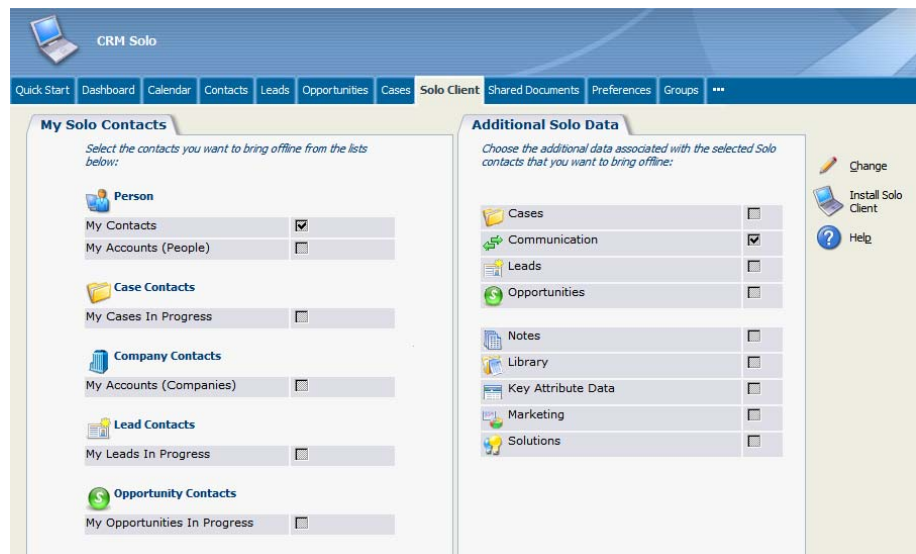 CRM Solo
Quick Start Dashboard Calendar Contacts Leads Opportunities Cases Solo Client Shared Documents Preferences Groups •••
My Solo Contacts
Select the contacts you want to bring offline from the lists
below:
Person
My Contacts
My Accounts (People)
Case Contacts
My Cases In Progress
Company Contacts
My Accounts (Companies)
Lead Contacts
My Leads In Progress
Opportunity Contacts
My Opportunities In Progress
Additional Solo Data
Choose the additional data associated with the selected Solo
contacts that you want to bring offline:
Cases
Communication
Leads
Opportunities
Notes
Library
Key Attribute Data
Marketing
Solutions
Change
Install Solo
Client
Help